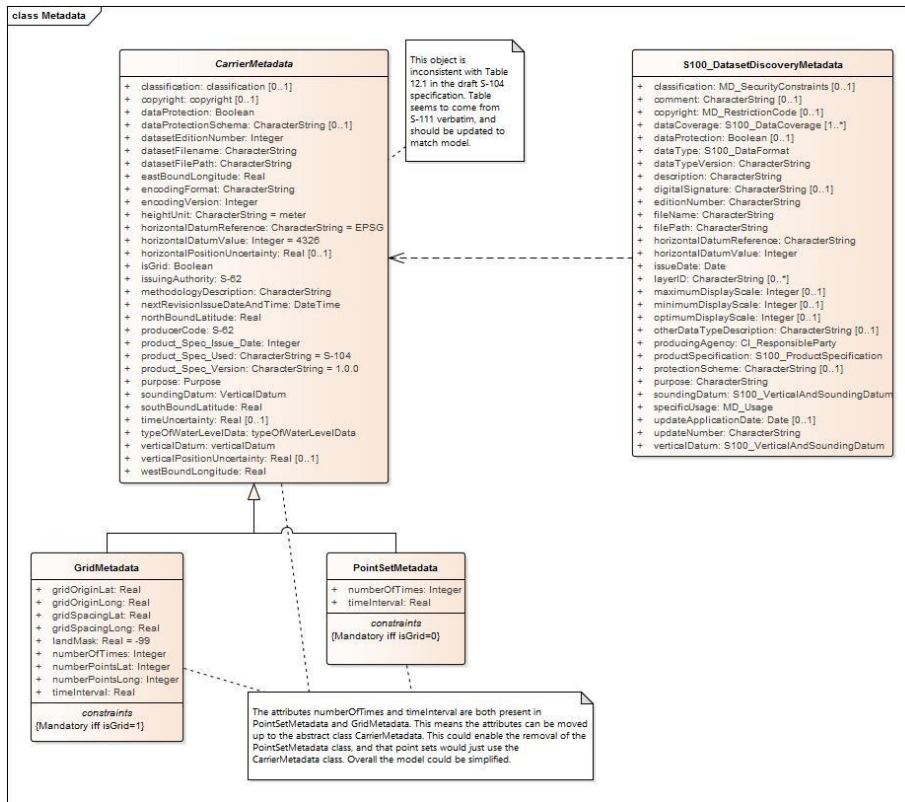 class Metadata
CarrierMetadata
+ classification: classification [0..1]
+ copyright: copyright [0..1]
+ dataProtection: Boolean
+ dataProtectionSchema: CharacterString [0..1]
+ datasetEditionNumber: Integer
+ datasetFilename: CharacterString
+ datasetFilePath: CharacterString
+ eastBoundLongitude: Real
+ encodingFormat: CharacterString
+ encodingVersion: Integer
+ heightUnit: CharacterString = meter
+ horizontalDatumReference: CharacterString = EPSG
+ horizontalDatumValue: Integer = 4326
+ horizontalPositionUncertainty: Real [0..1]
+ isGrid: Boolean
+ issuingAuthority: S-62
+ methodologyDescription: CharacterString
+ nextRevisionIssueDateAndTime: DateTime
+ northBoundLatitude: Real
+ producerCode: S-62
+ product_Spec_Issue_Date: Integer
+ product_Spec_Used: CharacterString = S-104
+ product_Spec_Version: CharacterString = 1.0.0
+ purpose: Purpose
+ soundingDatum: VerticalDatum
+ southBoundLatitude: Real
+ timeUncertainty: Real [0..1]
+ typeOfWaterLevelData: typeOfWaterLevelData
+ verticalDatum: verticalDatum
+ verticalPositionUncertainty: Real [0..1]
+ westBoundLongitude: Real
This object is
inconsistent with Table
12.1 in the draft S-104
specification. Table
seems to come from
S-111 verbatim, and
should be updated to
match model.
S100_DatasetDiscoveryMetadata
+ classification: MD_SecurityConstraints [0..1]
+ comment: CharacterString [0..1]
+ copyright: MD_RestrictionCode [0..1]
+ dataCoverage: S100_DataCoverage [1..*]
+ dataProtection: Boolean [0..1]
+ dataType: S100_DataFormat
+ dataTypeVersion: CharacterString
+ description: CharacterString
+ digitalSignature: CharacterString [0..1]
+ editionNumber: CharacterString
+ fileName: CharacterString
+ filePath: CharacterString
+ horizontalDatumReference: CharacterString
+ horizontalDatumValue: Integer
+ issueDate: Date
+ layerID: CharacterString [0..*]
+ maximumDisplayScale: Integer [0..1]
+ minimumDisplayScale: Integer [0..1]
+ optimumDisplayScale: Integer [0..1]
+ otherDataTypeDescription: CharacterString [0..1]
+ producingAgency: CI_ResponsibleParty
+ productSpecification: S100_ProductSpecification
+ protectionScheme: CharacterString [0..1]
+ purpose: CharacterString
+ soundingDatum: S100_VerticalAndSoundingDatum
+ specificUsage: MD_Usage
+ updateApplicationDate: Date [0..1]
+ updateNumber: CharacterString
+ verticalDatum: S100_VerticalAndSoundingDatum
GridMetadata
+ gridOriginLat: Real
+ gridOriginLong: Real
+ gridSpacingLat: Real
+ gridSpacingLong: Real
+ landMask: Real = -99
+ numberOfTimes: Integer
+ numberPointsLat: Integer
+ numberPointsLong: Integer
+ timeInterval: Real
constraints
{Mandatory iff isGrid=1}
PointSetMetadata
+ numberOfTimes: Integer
+ timeInterval: Real
constraints
{Mandatory iff isGrid=0}
The attributes numberOfTimes and timeInterval are both present in
PointSetMetadata and GridMetadata. This means the attributes can be moved
up to the abstract class CarrierMetadata. This could enable the removal of the
PointSetMetadata class, and that point sets would just use the
CarrierMetadata class. Overall the model could be simplified.